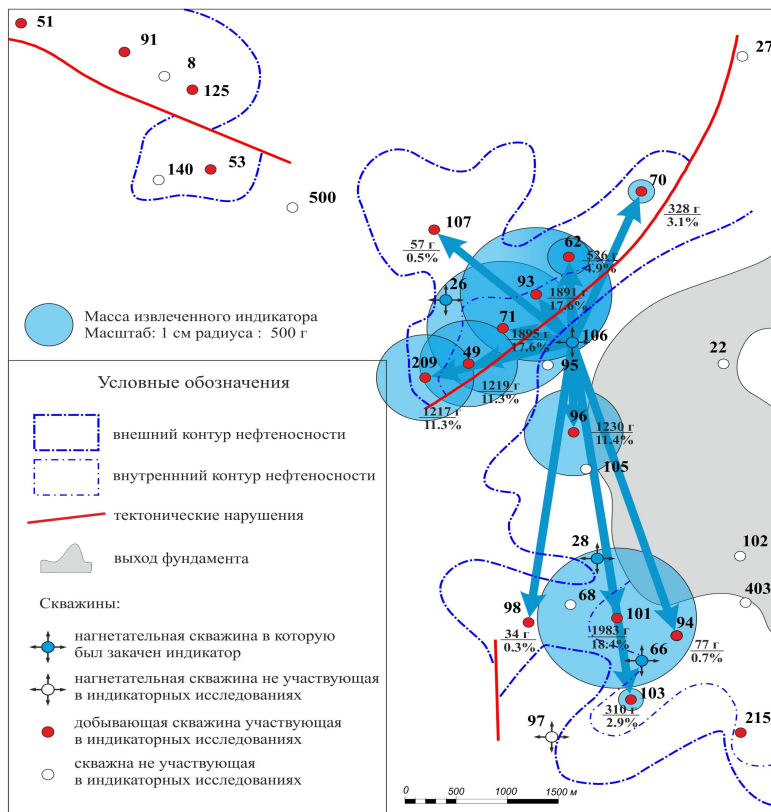 51
91
8
125
140
53
500
27
70
328 г
3.1%
107
57 г
0.5%
62
526 г
4.9%
26
93
1891 г
17.6%
71
1895 г
17.6%
106
49
209
95
1219 г
11.3%
1217 г
11.3%
22
96
1230 г
11.4%
105
28
102
403
68
98
34 г
0.3%
101
1983 г
18.4%
94
77 г
0.7%
66
103
310 г
2.9%
97
215
0 500 1000 1500 м
Масса извлеченного индикатора
Масштаб: 1 см радиуса : 500 г
Условные обозначения
внешний контур нефтеносности
внутреннний контур нефтеносности
тектонические нарушения
выход фундамента
Скважины:
нагнетательная скважина в которую
был закачен индикатор
нагнетательная скважина не участвующая
в индикаторных исследованиях
добывающая скважина участвующая
в индикаторных исследованиях
скважна не участвующая
в индикаторных исследованиях